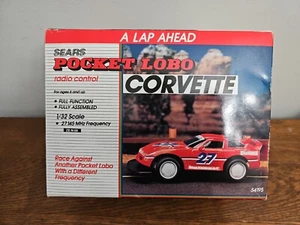 A LAP AHEAD
SEARS
POCKET LOBO
radio control
CORVETTE
For ages 6 and up
• FULL FUNCTION
• FULLY ASSEMBLED
1/32 Scale
• 27.145 MHz Frequency
23
Race Against
Another Pocket Lobo
With a Different
Frequency